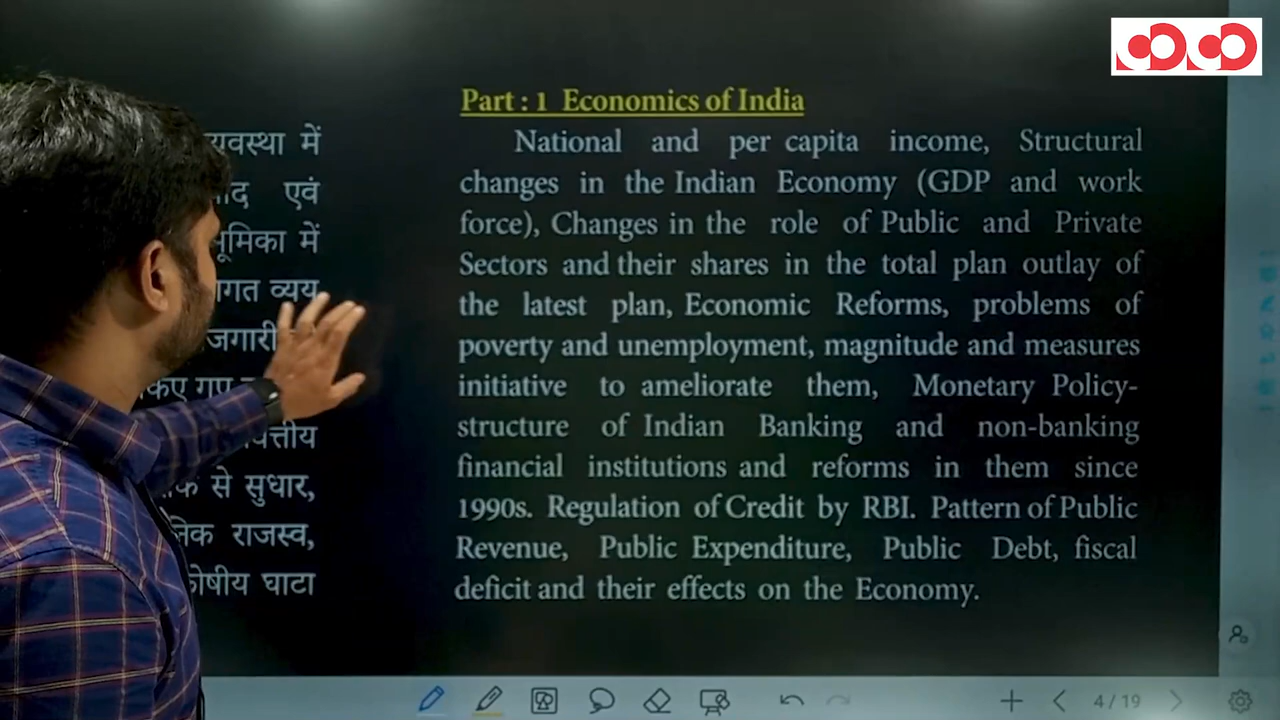 में
एवं
में
व्यय
से सुधार,
राजस्व,
घाटा
Part : 1 Economics of India
National and per capita income, Structural
changes in the Indian Economy (GDP and work
force), Changes in the role of Public and Private
Sectors and their shares in the total plan outlay of
the latest plan, Economic Reforms, problems of
poverty and unemployment, magnitude and measures
initiative to ameliorate them, Monetary Policy-
structure of Indian Banking and non-banking
financial institutions and reforms in them since
1990s. Regulation of Credit by RBI. Pattern of Public
Revenue, Public Expenditure, Public Debt, fiscal
deficit and their effects on the Economy.
4 / 19